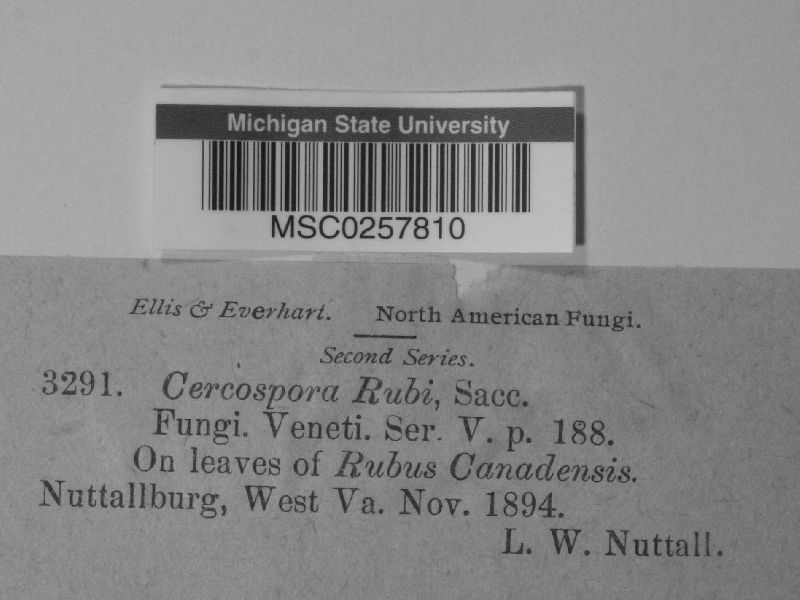 Michigan State University
MSC0257810
Ellis & Everhart. North American Fungi.
Second Series.
3291. Cercospora Rubi, Sacc.
Fungi. Veneti. Ser. V. p. 188.
On leaves of Rubus Canadensis.
Nuttallburg, West Va. Nov. 1894.
L. W. Nuttall.